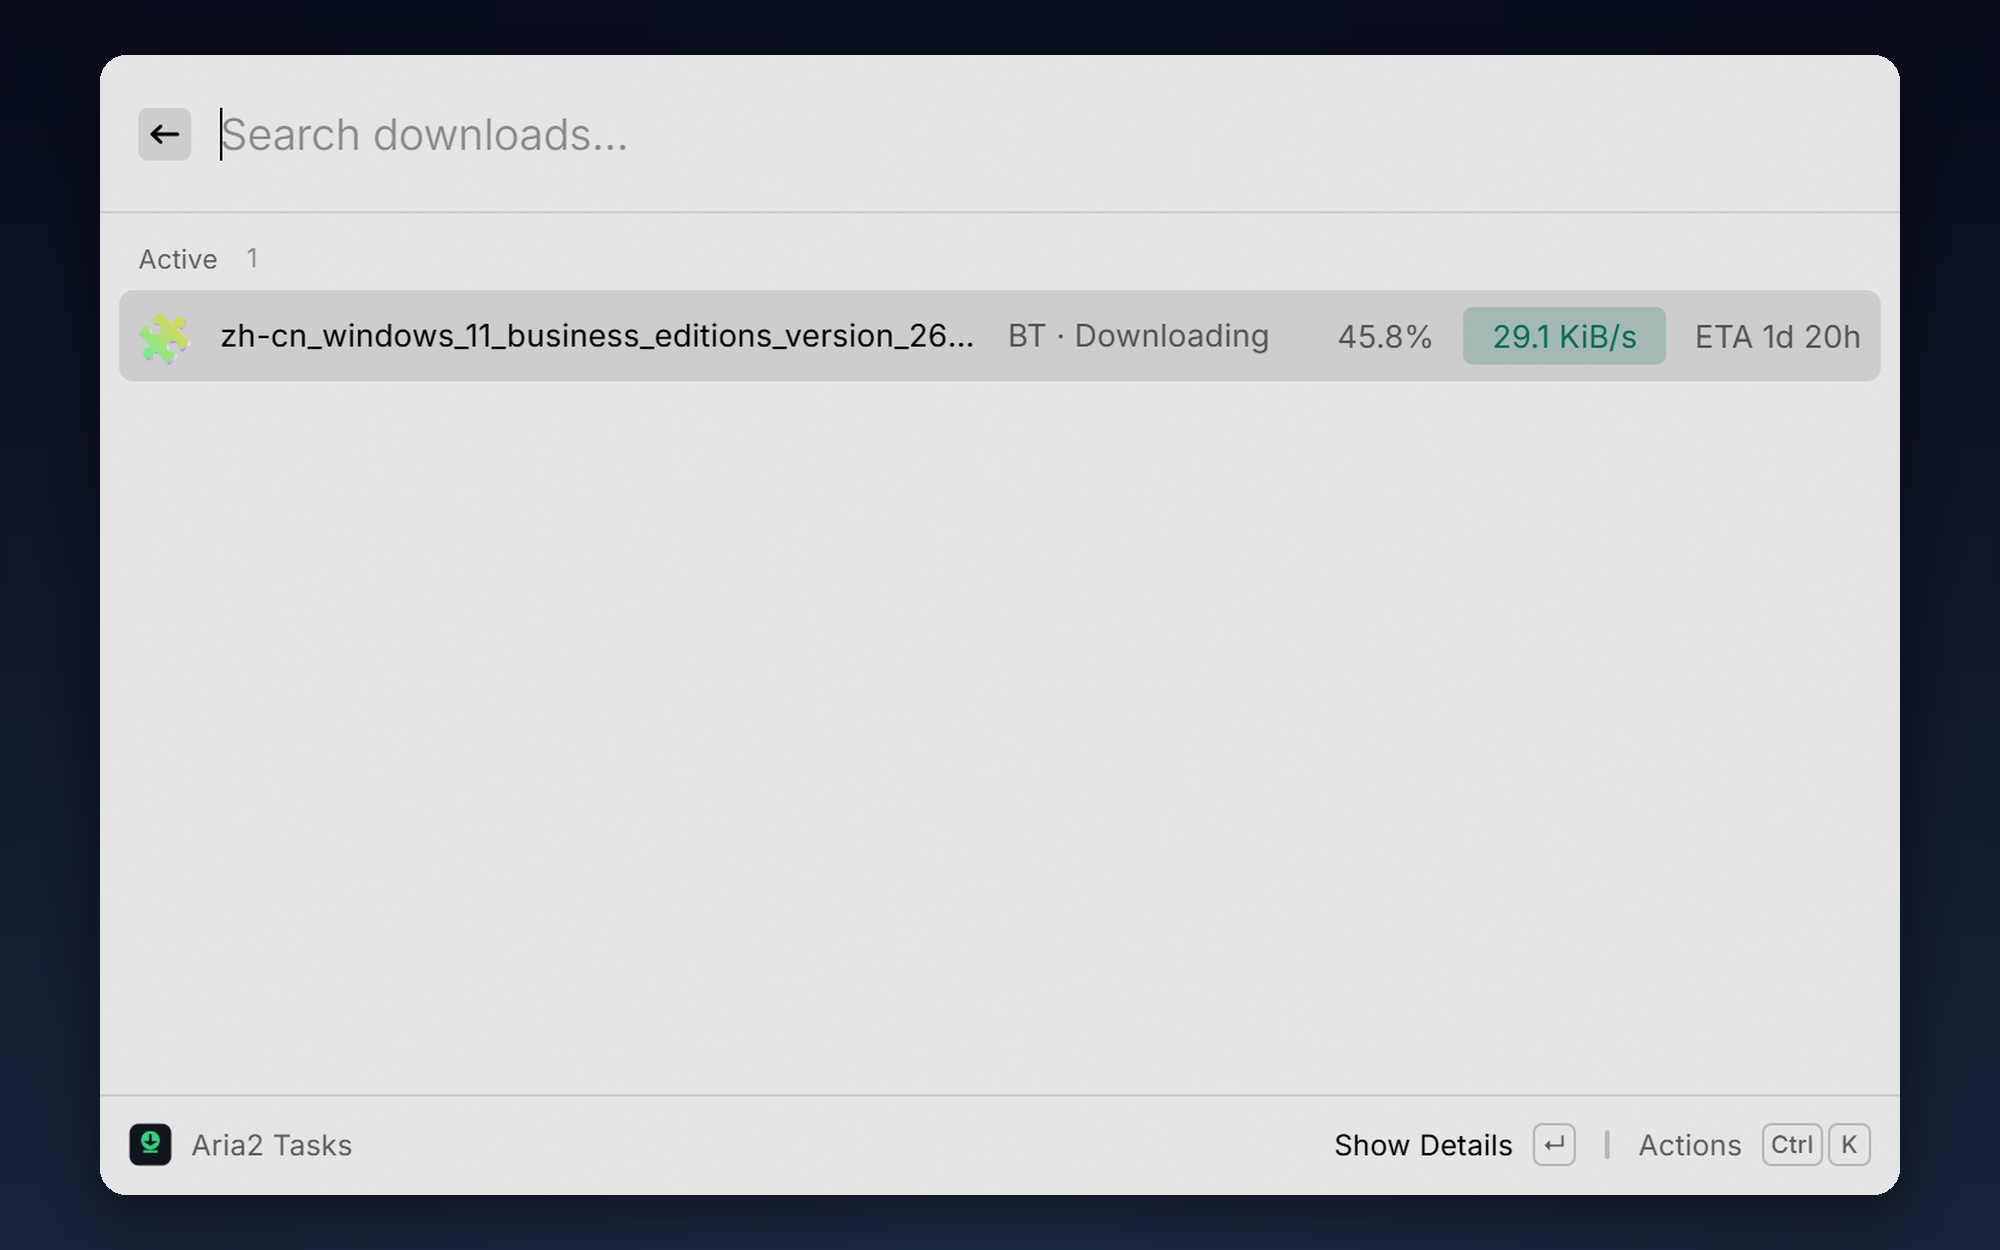 Search downloads...
Active 1
zh-cn_windows_11_business_editions_version_26... BT · Downloading 45.8% 29.1 KiB/s ETA 1d 20h
Aria2 Tasks Show Details ↵ | Actions Ctrl K